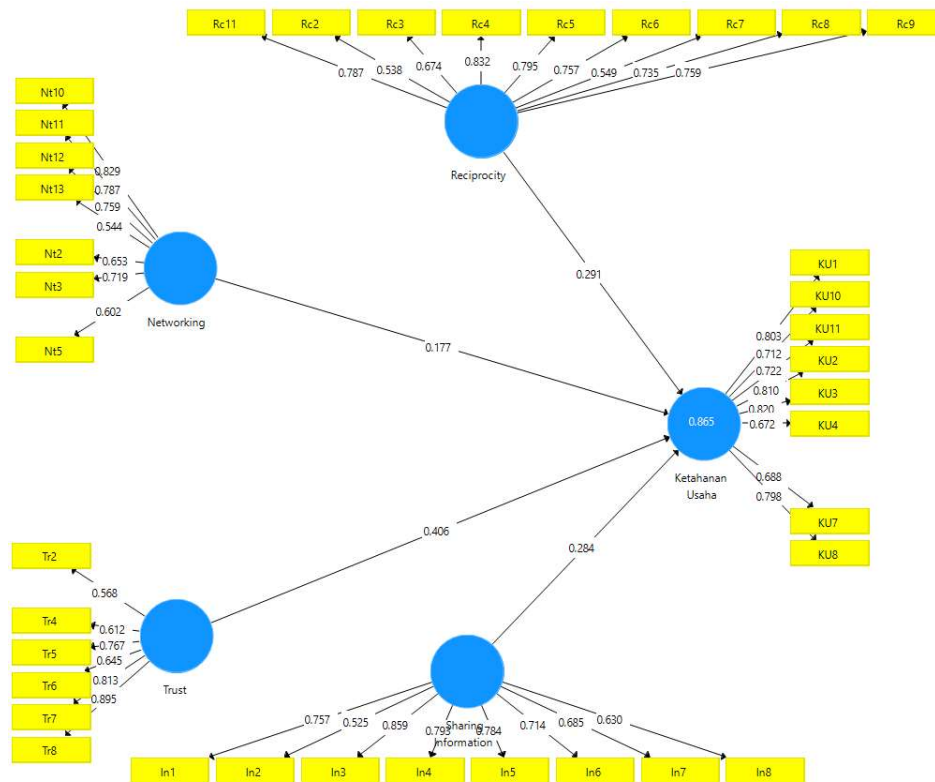 Rc11 Rc2 Rc3 Rc4 Rc5 Rc6 Rc7 Rc8 Rc9
0.787 0.538 0.674 0.832 0.795 0.757 0.549 0.735 0.759
Reciprocity
Nt10
Nt11
Nt12
Nt13
Nt2
Nt3
Nt5
0.829
0.787
0.759
0.544
0.653
0.719
0.602
Networking
0.291
0.177
0.406
0.284
KU1
KU10
KU11
KU2
KU3
KU4
KU7
KU8
0.803
0.712
0.722
0.810
0.820
0.672
0.688
0.798
0.865
Ketahanan
Usaha
Tr2
Tr4
Tr5
Tr6
Tr7
Tr8
0.568
0.612
0.767
0.645
0.813
0.895
Trust
Sharing
Information
0.757 0.525 0.859 0.793 0.784 0.714 0.685 0.630
In1 In2 In3 In4 In5 In6 In7 In8